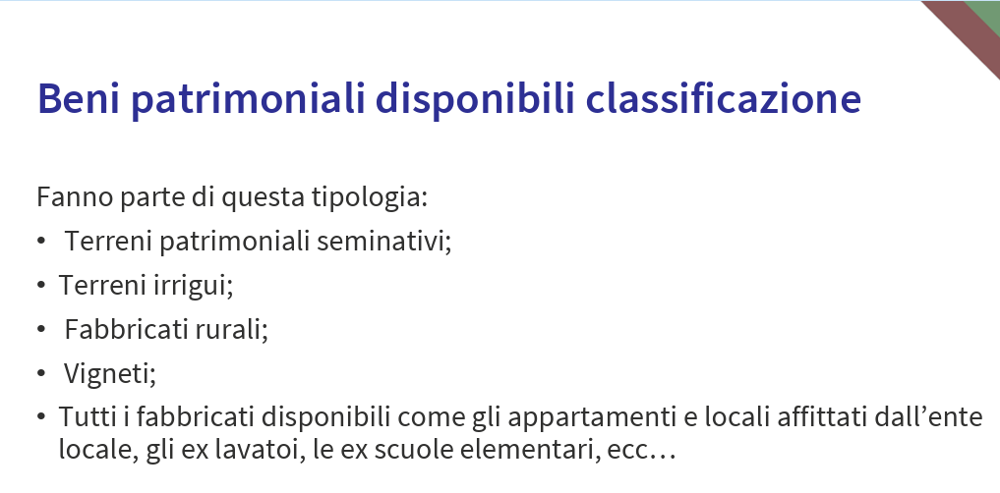 Beni patrimoniali disponibili classificazione
Fanno parte di questa tipologia:
• Terreni patrimoniali seminativi;
• Terreni irrigui;
• Fabbricati rurali;
• Vigneti;
• Tutti i fabbricati disponibili come gli appartamenti e locali affittati dall’ente
locale, gli ex lavatoi, le ex scuole elementari, ecc…